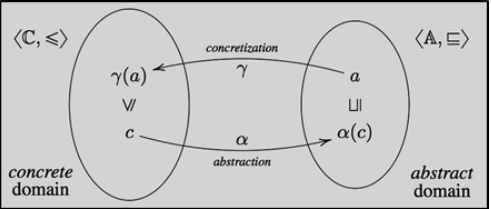 ⟨ℂ, ⩽⟩
concretization
⟨𝔸, ⊑⟩
γ(a)
γ
a
⩾
⊒
c
α
α(c)
abstraction
concrete
domain
abstract
domain